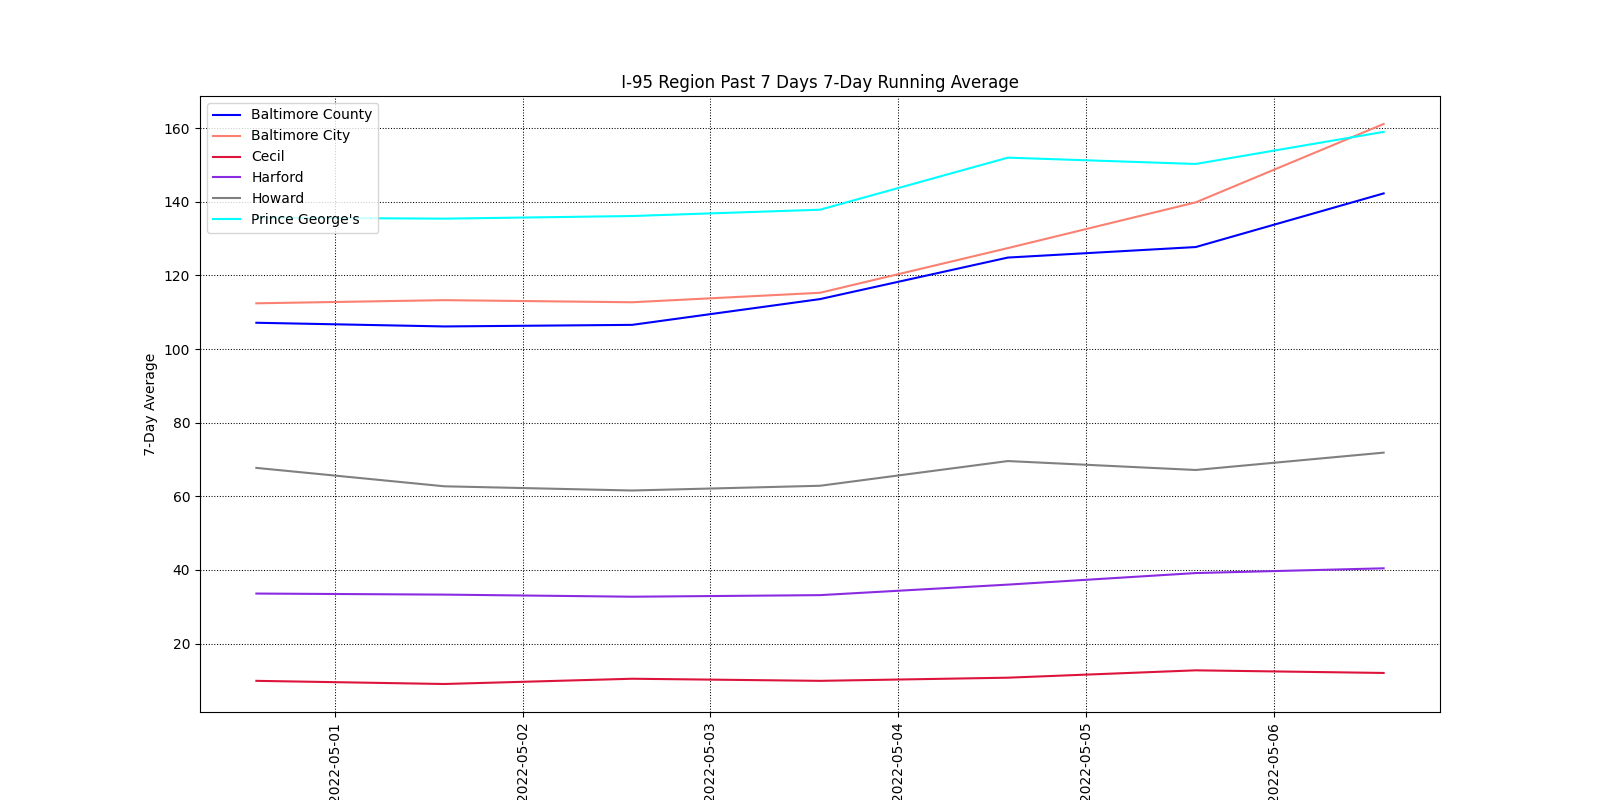 I-95 Region Past 7 Days 7-Day Running Average
Baltimore County
Baltimore City
Cecil
Harford
Howard
Prince George's
7-Day Average
160
140
120
100
80
60
40
20
2022-05-01
2022-05-02
2022-05-03
2022-05-04
2022-05-05
2022-05-06